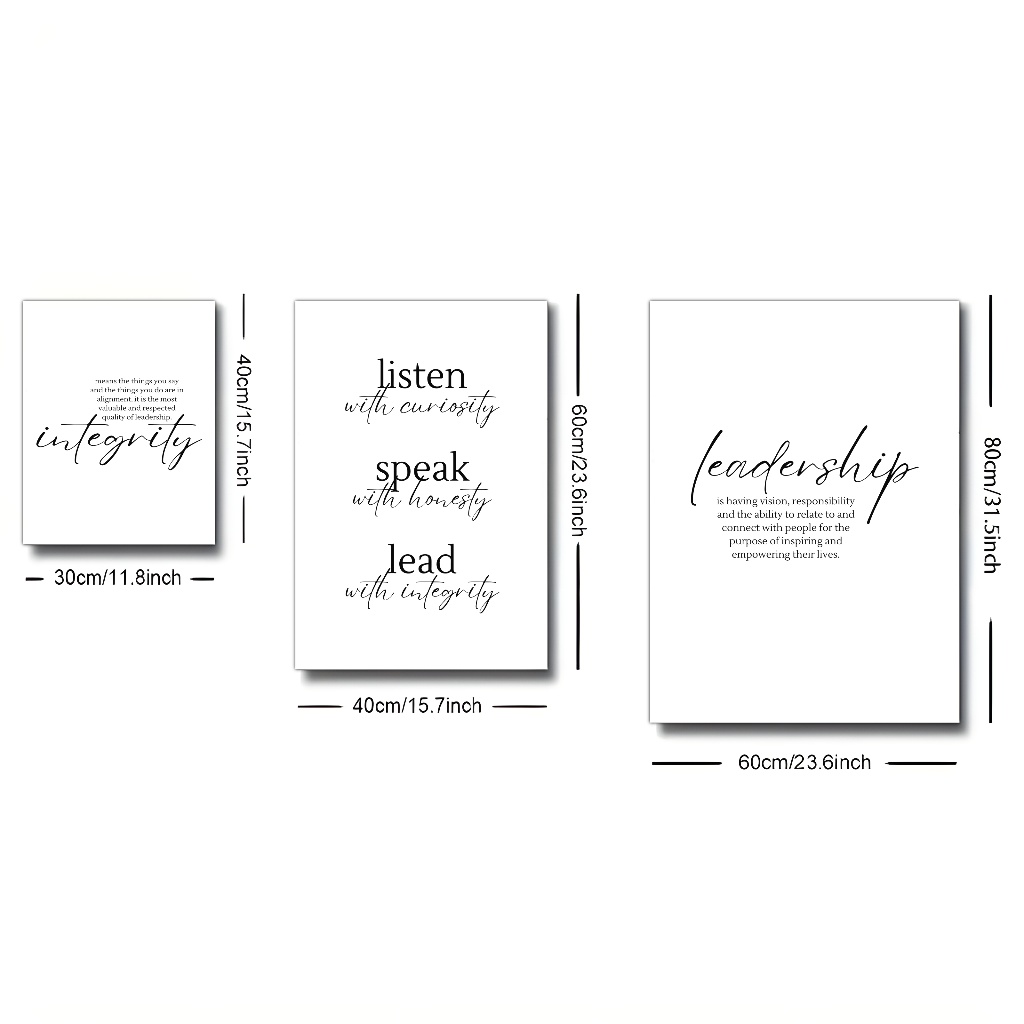 means the things you say
and the things you do are in
alignment. it is the most
valuable and respected
quality of leadership.
integrity
40cm/15.7inch
30cm/11.8inch
listen
with curiosity
speak
with honesty
lead
with integrity
60cm/23.6inch
40cm/15.7inch
leadership
is having vision, responsibility
and the ability to relate to and
connect with people for the
purpose of inspiring and
empowering their lives.
80cm/31.5inch
60cm/23.6inch